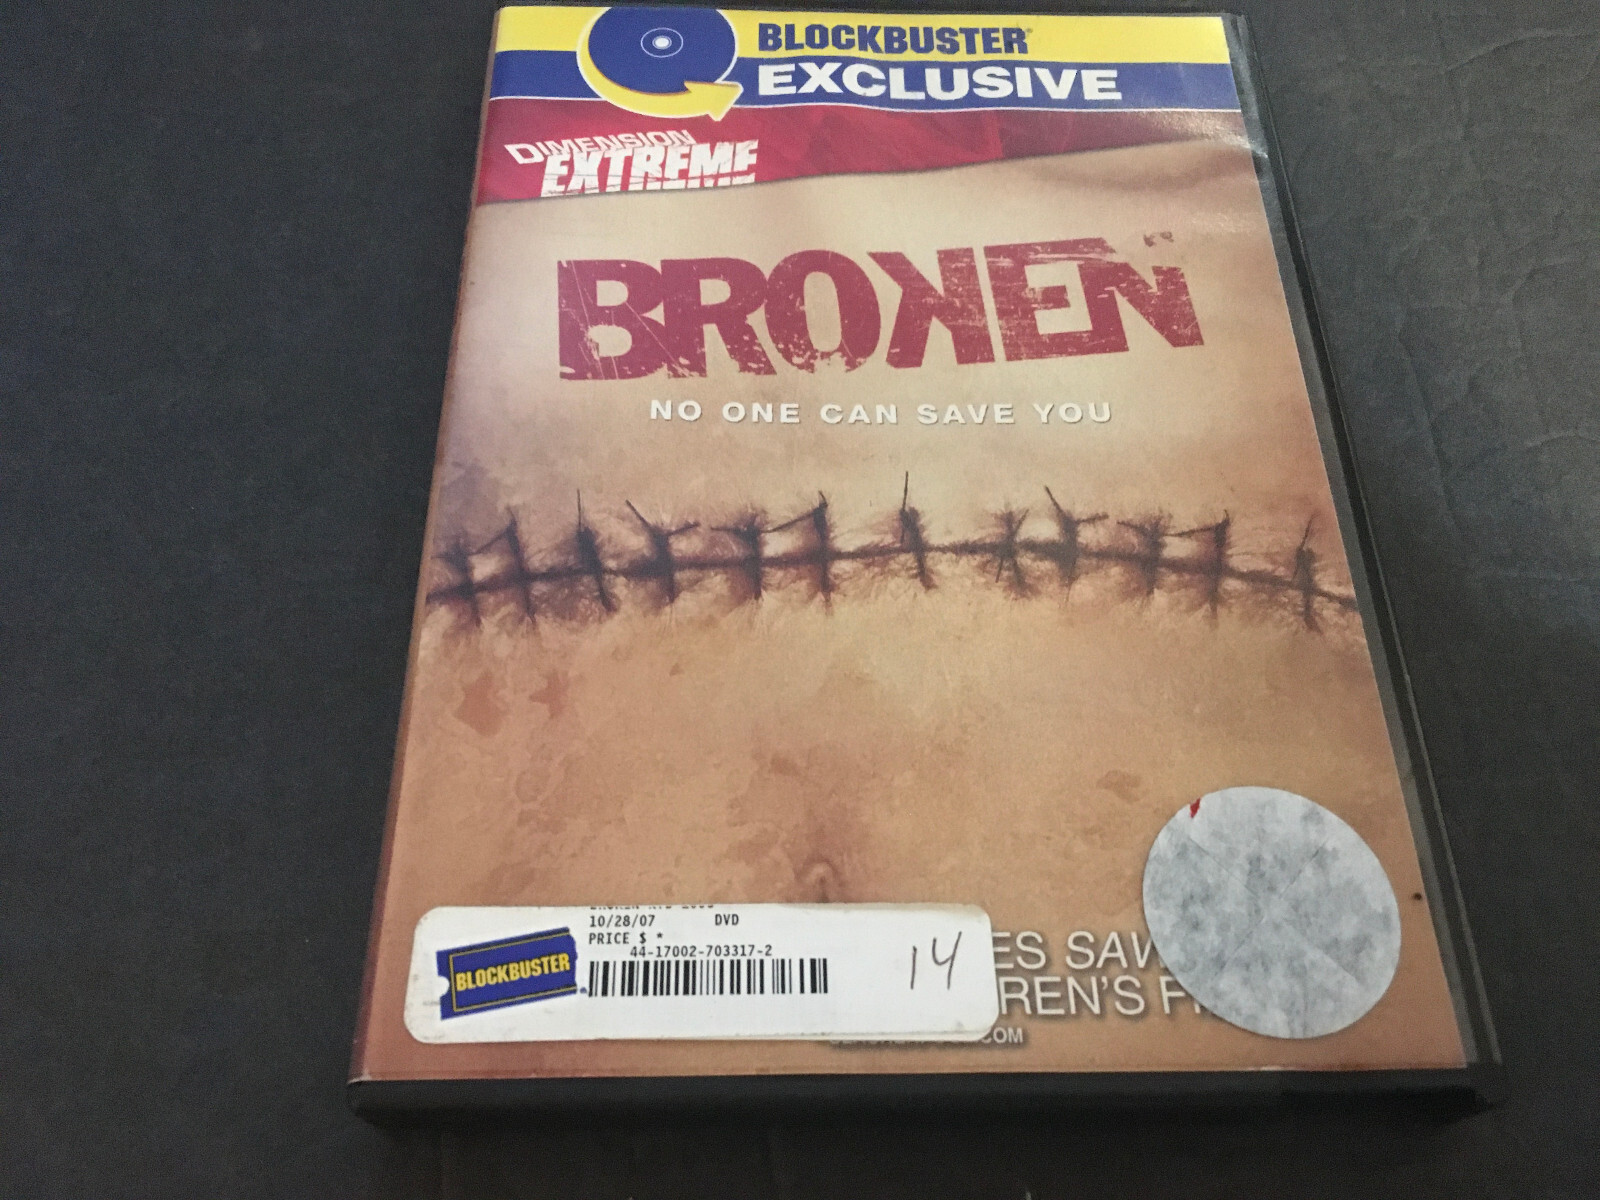 BLOCKBUSTER
EXCLUSIVE
DIMENSION
EXTREME
BROKEN
NO ONE CAN SAVE YOU
10/28/07 DVD
PRICE $ *
44-17002-703317-2
BLOCKBUSTER
14
ES SAW
REN'S
.COM